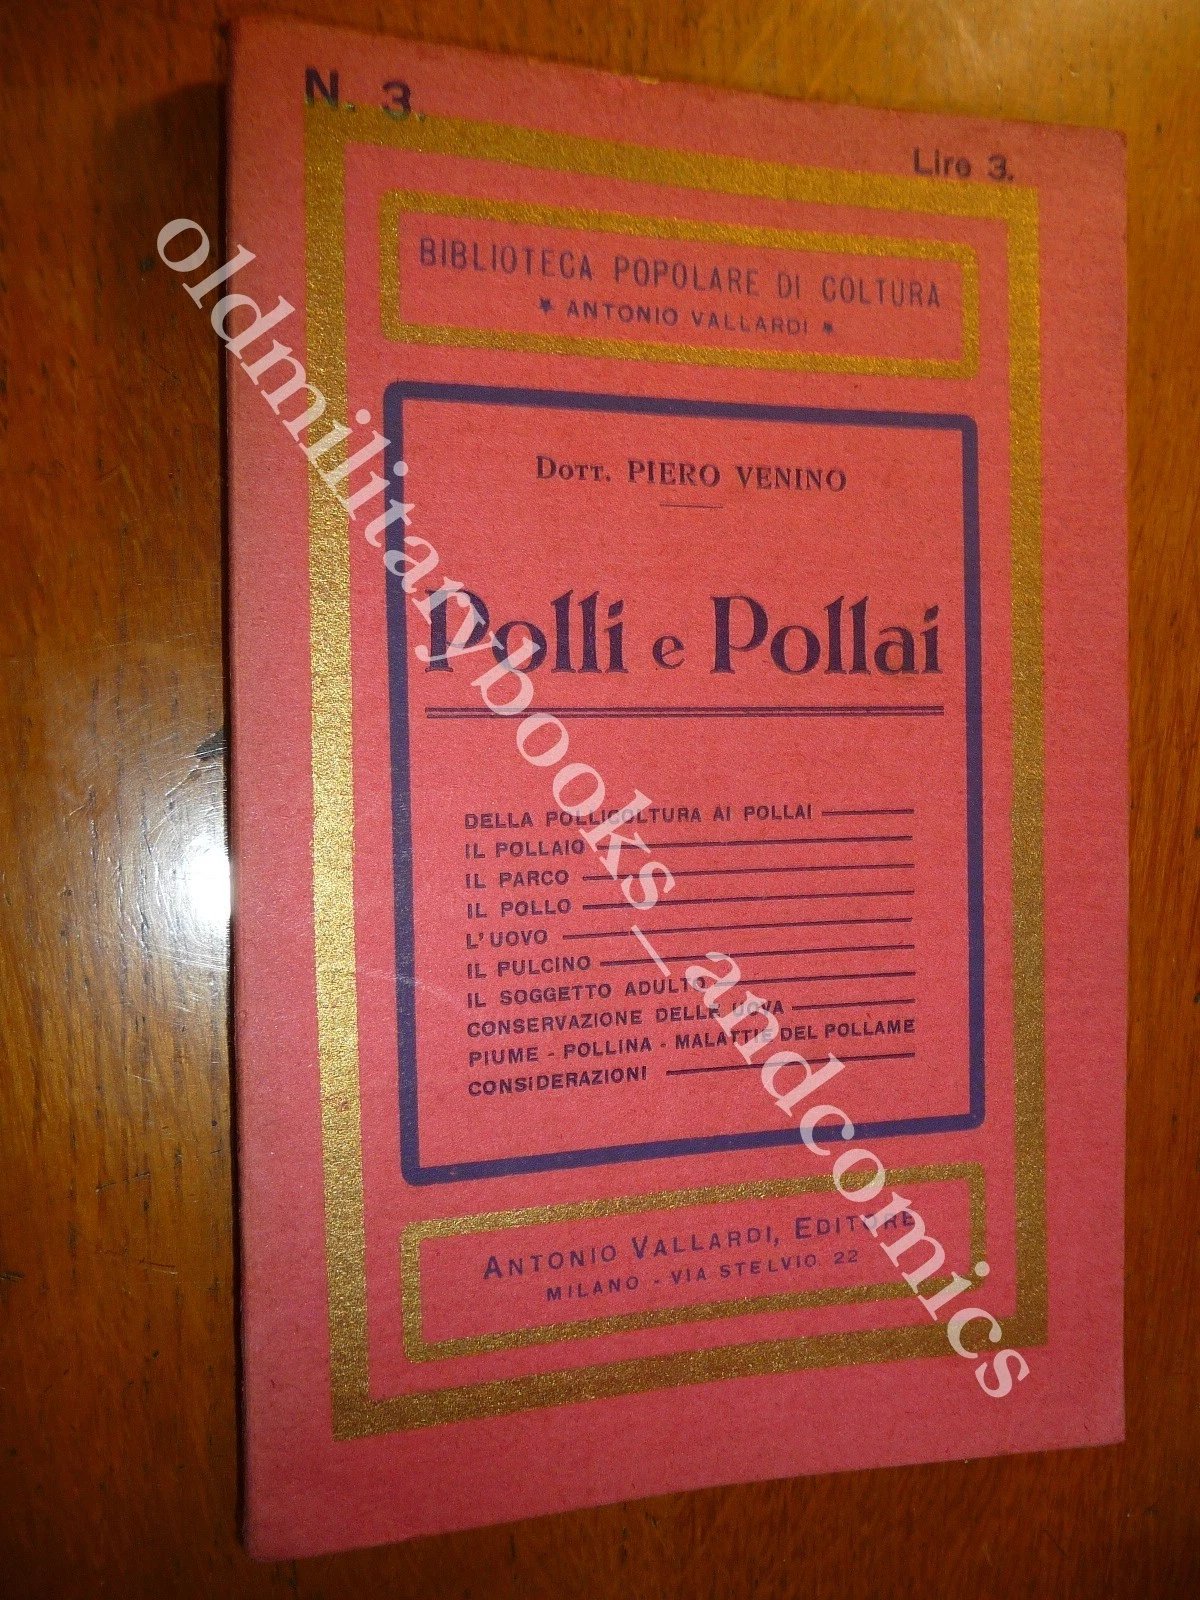 N. 3.
Lire 3.
BIBLIOTECA POPOLARE DI COLTURA
* ANTONIO VALLARDI *
Dott. PIERO VENINO
Polli e Pollai
DELLA POLLICOLTURA AI POLLAI
IL POLLAIO
IL PARCO
IL POLLO
L'UOVO
IL PULCINO
IL SOGGETTO ADULTO
CONSERVAZIONE DELLE UOVA
PIUME - POLLINA - MALATTIE DEL POLLAME
CONSIDERAZIONI
ANTONIO VALLARDI, EDITORE
MILANO - VIA STELVIO 22
oldmilitarybooks_andcomics